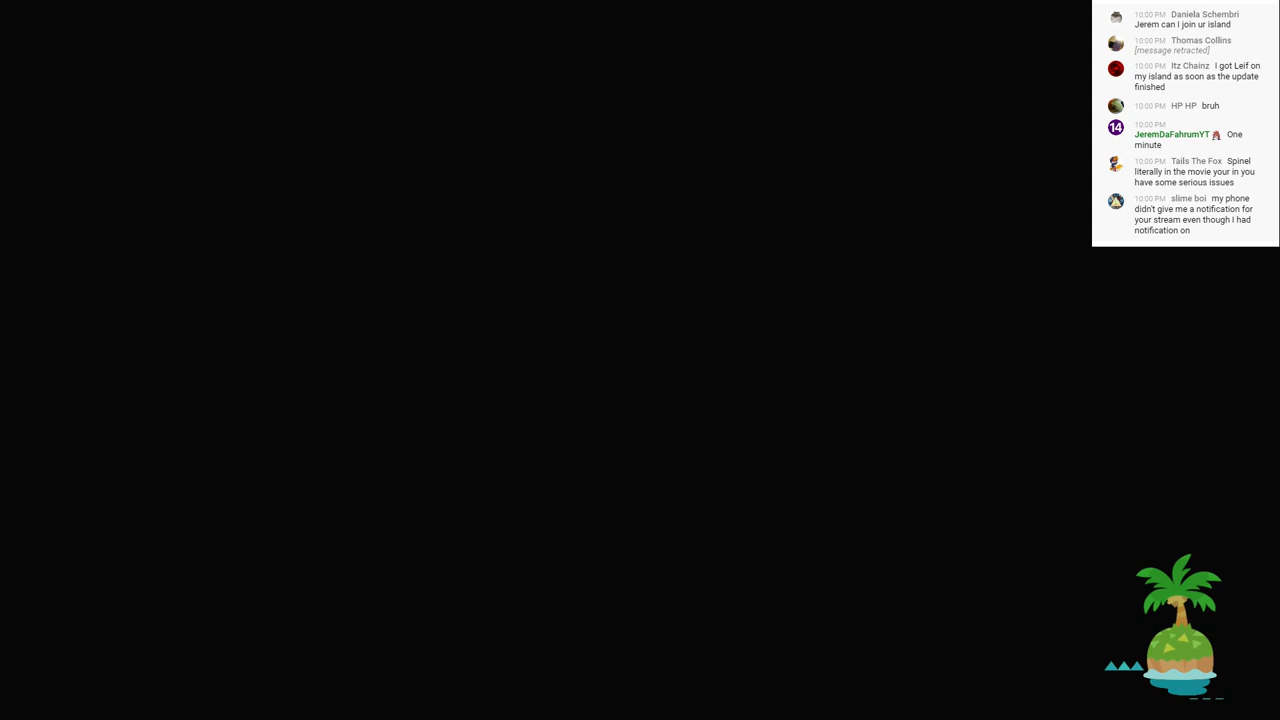 10:00 PM Daniela Schembri
Jerem can I join ur island
10:00 PM Thomas Collins
[message retracted]
10:00 PM Itz Chainz I got Leif on
my island as soon as the update
finished
10:00 PM HP HP bruh
14
10:00 PM
JeremDaFahrumYT One
minute
10:00 PM Tails The Fox Spinel
literally in the movie your in you
have some serious issues
10:00 PM slime boi my phone
didn't give me a notification for
your stream even though I had
notification on